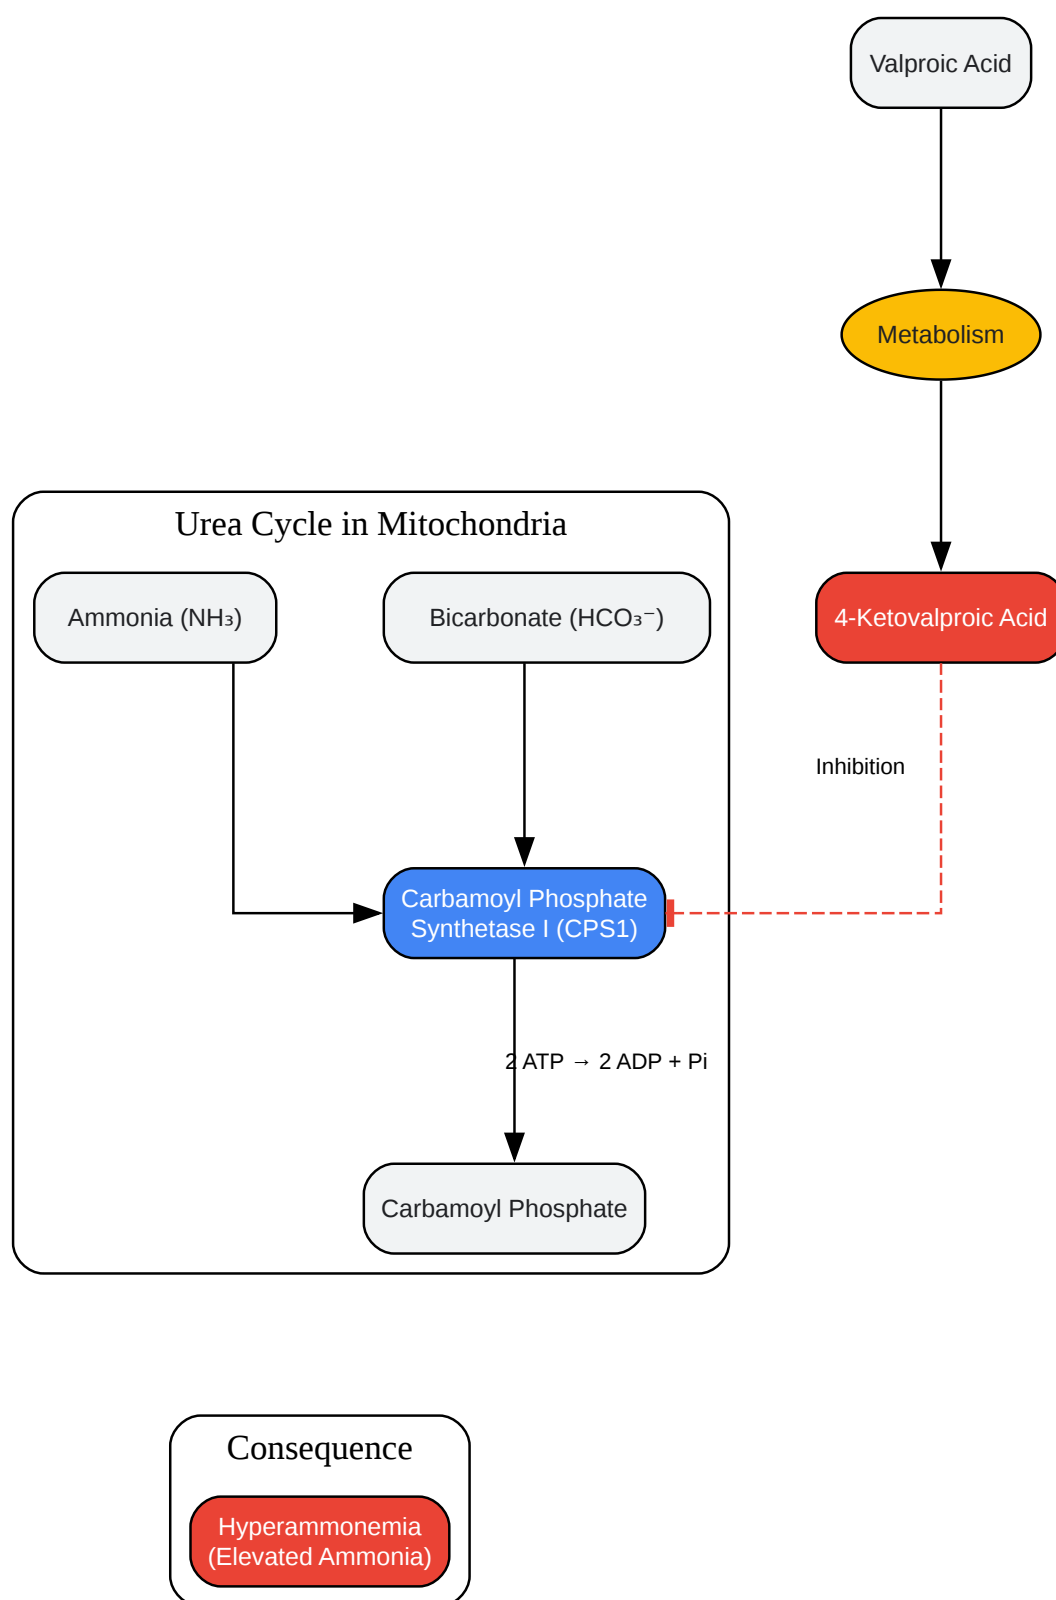 Valproic Acid
Metabolism
Urea Cycle in Mitochondria
Ammonia (NH₃)
Bicarbonate (HCO₃⁻)
4-Ketovalproic Acid
Inhibition
Carbamoyl Phosphate
Synthetase I (CPS1)
2 ATP → 2 ADP + Pi
Carbamoyl Phosphate
Consequence
Hyperammonemia
(Elevated Ammonia)